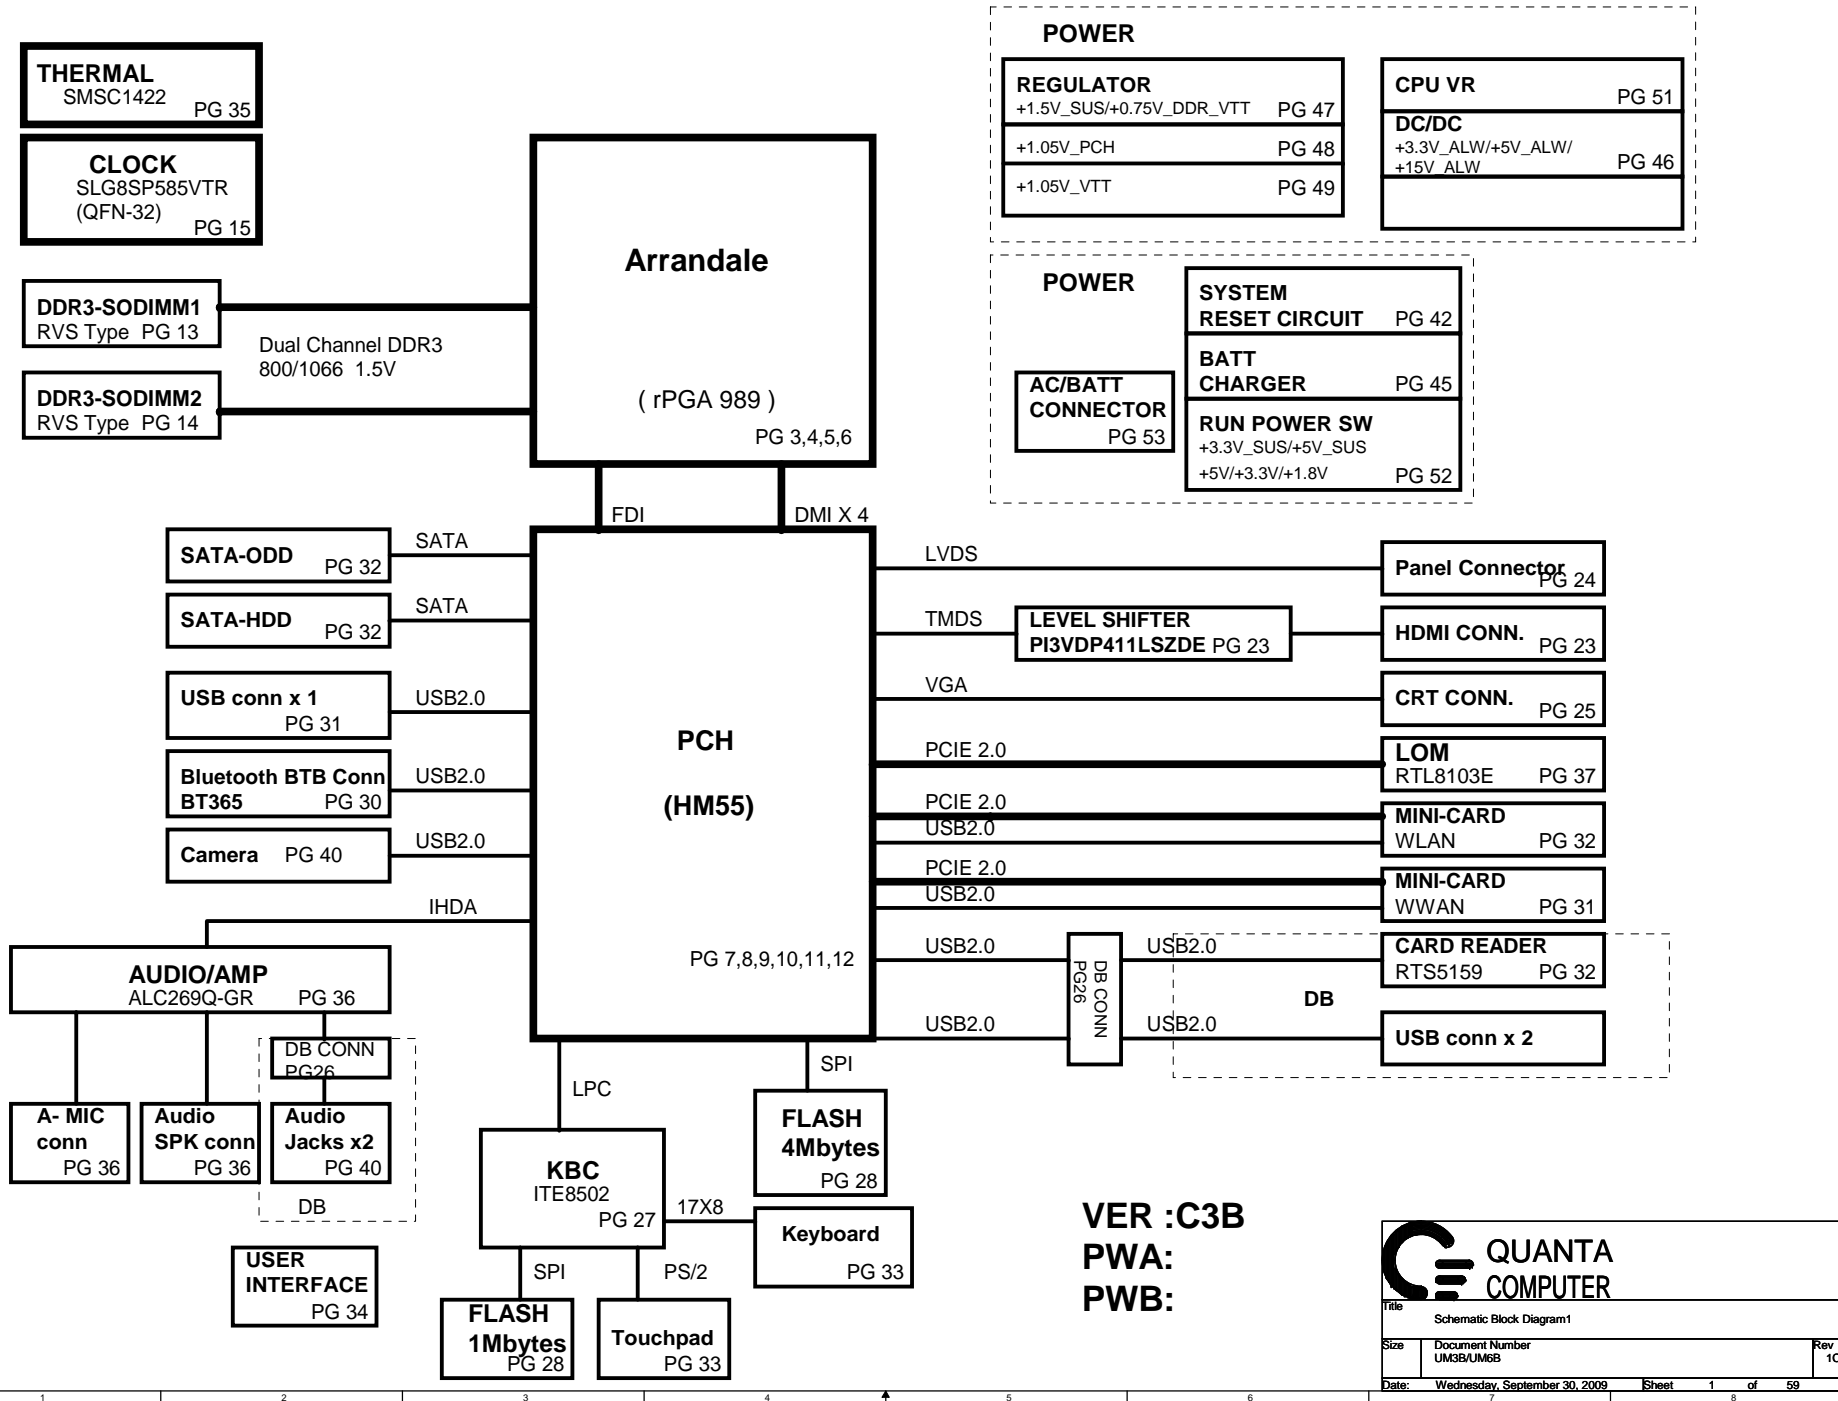 POWER
REGULATOR
+1.5V_SUS/+0.75V_DDR_VTT PG 47
+1.05V_PCH PG 48
+1.05V_VTT PG 49
CPU VR
PG 51
DC/DC
+3.3V_ALW/+5V_ALW/
+15V_ALW
PG 46
THERMAL
SMSC1422
PG 35
CLOCK
SLG8SP585VTR
(QFN-32)
PG 15
DDR3-SODIMM1
RVS Type PG 13
DDR3-SODIMM2
RVS Type PG 14
Dual Channel DDR3
800/1066 1.5V
Arrandale
( rPGA 989 )
PG 3,4,5,6
POWER
AC/BATT
CONNECTOR
PG 53
SYSTEM
RESET CIRCUIT PG 42
BATT
CHARGER PG 45
RUN POWER SW
+3.3V_SUS/+5V_SUS
+5V/+3.3V/+1.8V PG 52
FDI
DMI X 4
SATA-ODD
PG 32
SATA
SATA-HDD
PG 32
SATA
USB conn x 1
PG 31
USB2.0
Bluetooth BTB Conn
BT365 PG 30
USB2.0
Camera PG 40
USB2.0
IHDA
PCH
(HM55)
PG 7,8,9,10,11,12
LVDS
Panel Connector
PG 24
TMDS
LEVEL SHIFTER
PI3VDP411LSZDE PG 23
HDMI CONN.
PG 23
VGA
CRT CONN.
PG 25
PCIE 2.0
LOM
RTL8103E PG 37
PCIE 2.0
USB2.0
MINI-CARD
WLAN PG 32
PCIE 2.0
USB2.0
MINI-CARD
WWAN PG 31
USB2.0
USB2.0
DB CONN
PG26
USB2.0
USB2.0
CARD READER
RTS5159 PG 32
DB
USB conn x 2
AUDIO/AMP
ALC269Q-GR PG 36
DB CONN
PG26
A- MIC
conn
PG 36
Audio
SPK conn
PG 36
Audio
Jacks x2
PG 40
DB
USER
INTERFACE
PG 34
LPC
SPI
KBC
ITE8502
PG 27
FLASH
4Mbytes
PG 28
17X8
Keyboard
PG 33
SPI
PS/2
FLASH
1Mbytes
PG 28
Touchpad
PG 33
VER :C3B
PWA:
PWB:
QUANTA
COMPUTER
Title
Schematic Block Diagram1
Size Document Number Rev
UM3B/UM6B 1C
Date: Wednesday, September 30, 2009 Sheet 1 of 59
1 2 3 4 5 6 7 8